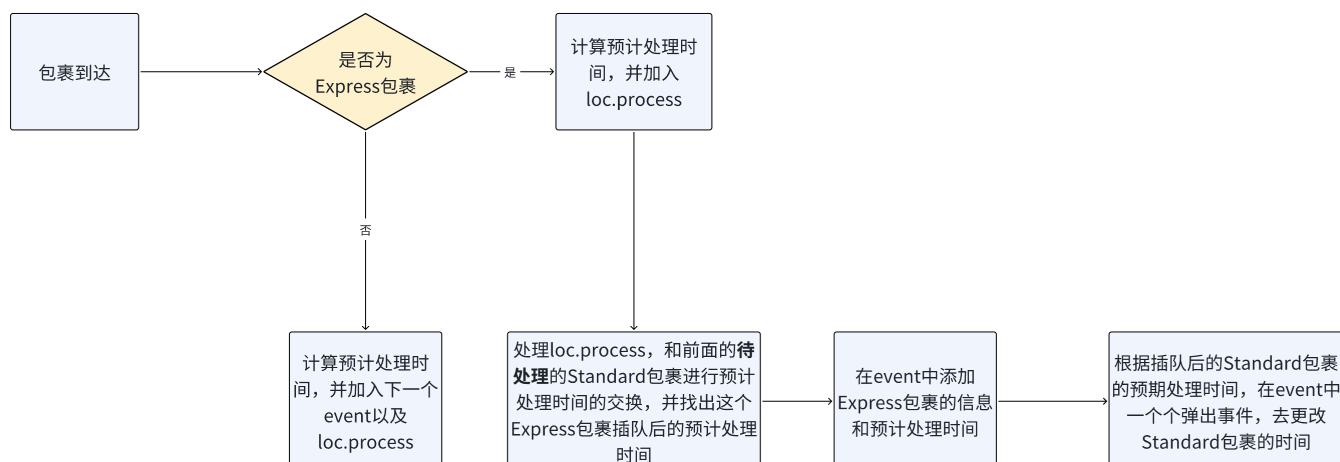 包裹到达
是否为
Express包裹
是
计算预计处理时
间，并加入
loc.process
否
计算预计处理时
间，并加入下一个
event以及
loc.process
处理loc.process，和前面的待
处理的Standard包裹进行预计
处理时间的交换，并找出这个
Express包裹插队后的预计处理
时间
在event中添加
Express包裹的信息
和预计处理时间
根据插队后的Standard包裹
的预期处理时间，在event中
一个个弹出事件，去更改
Standard包裹的时间